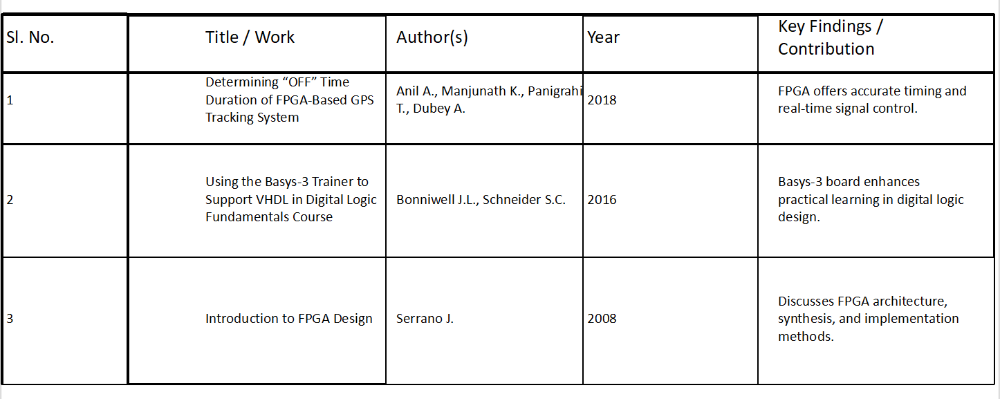 Sl. No.
Title / Work
Author(s)
Year
Key Findings /
Contribution
1
Determining “OFF” Time
Duration of FPGA-Based GPS
Tracking System
Anil A., Manjunath K., Panigrahi
T., Dubey A.
2018
FPGA offers accurate timing and
real-time signal control.
2
Using the Basys-3 Trainer to
Support VHDL in Digital Logic
Fundamentals Course
Bonniwell J.L., Schneider S.C.
2016
Basys-3 board enhances
practical learning in digital logic
design.
3
Introduction to FPGA Design
Serrano J.
2008
Discusses FPGA architecture,
synthesis, and implementation
methods.